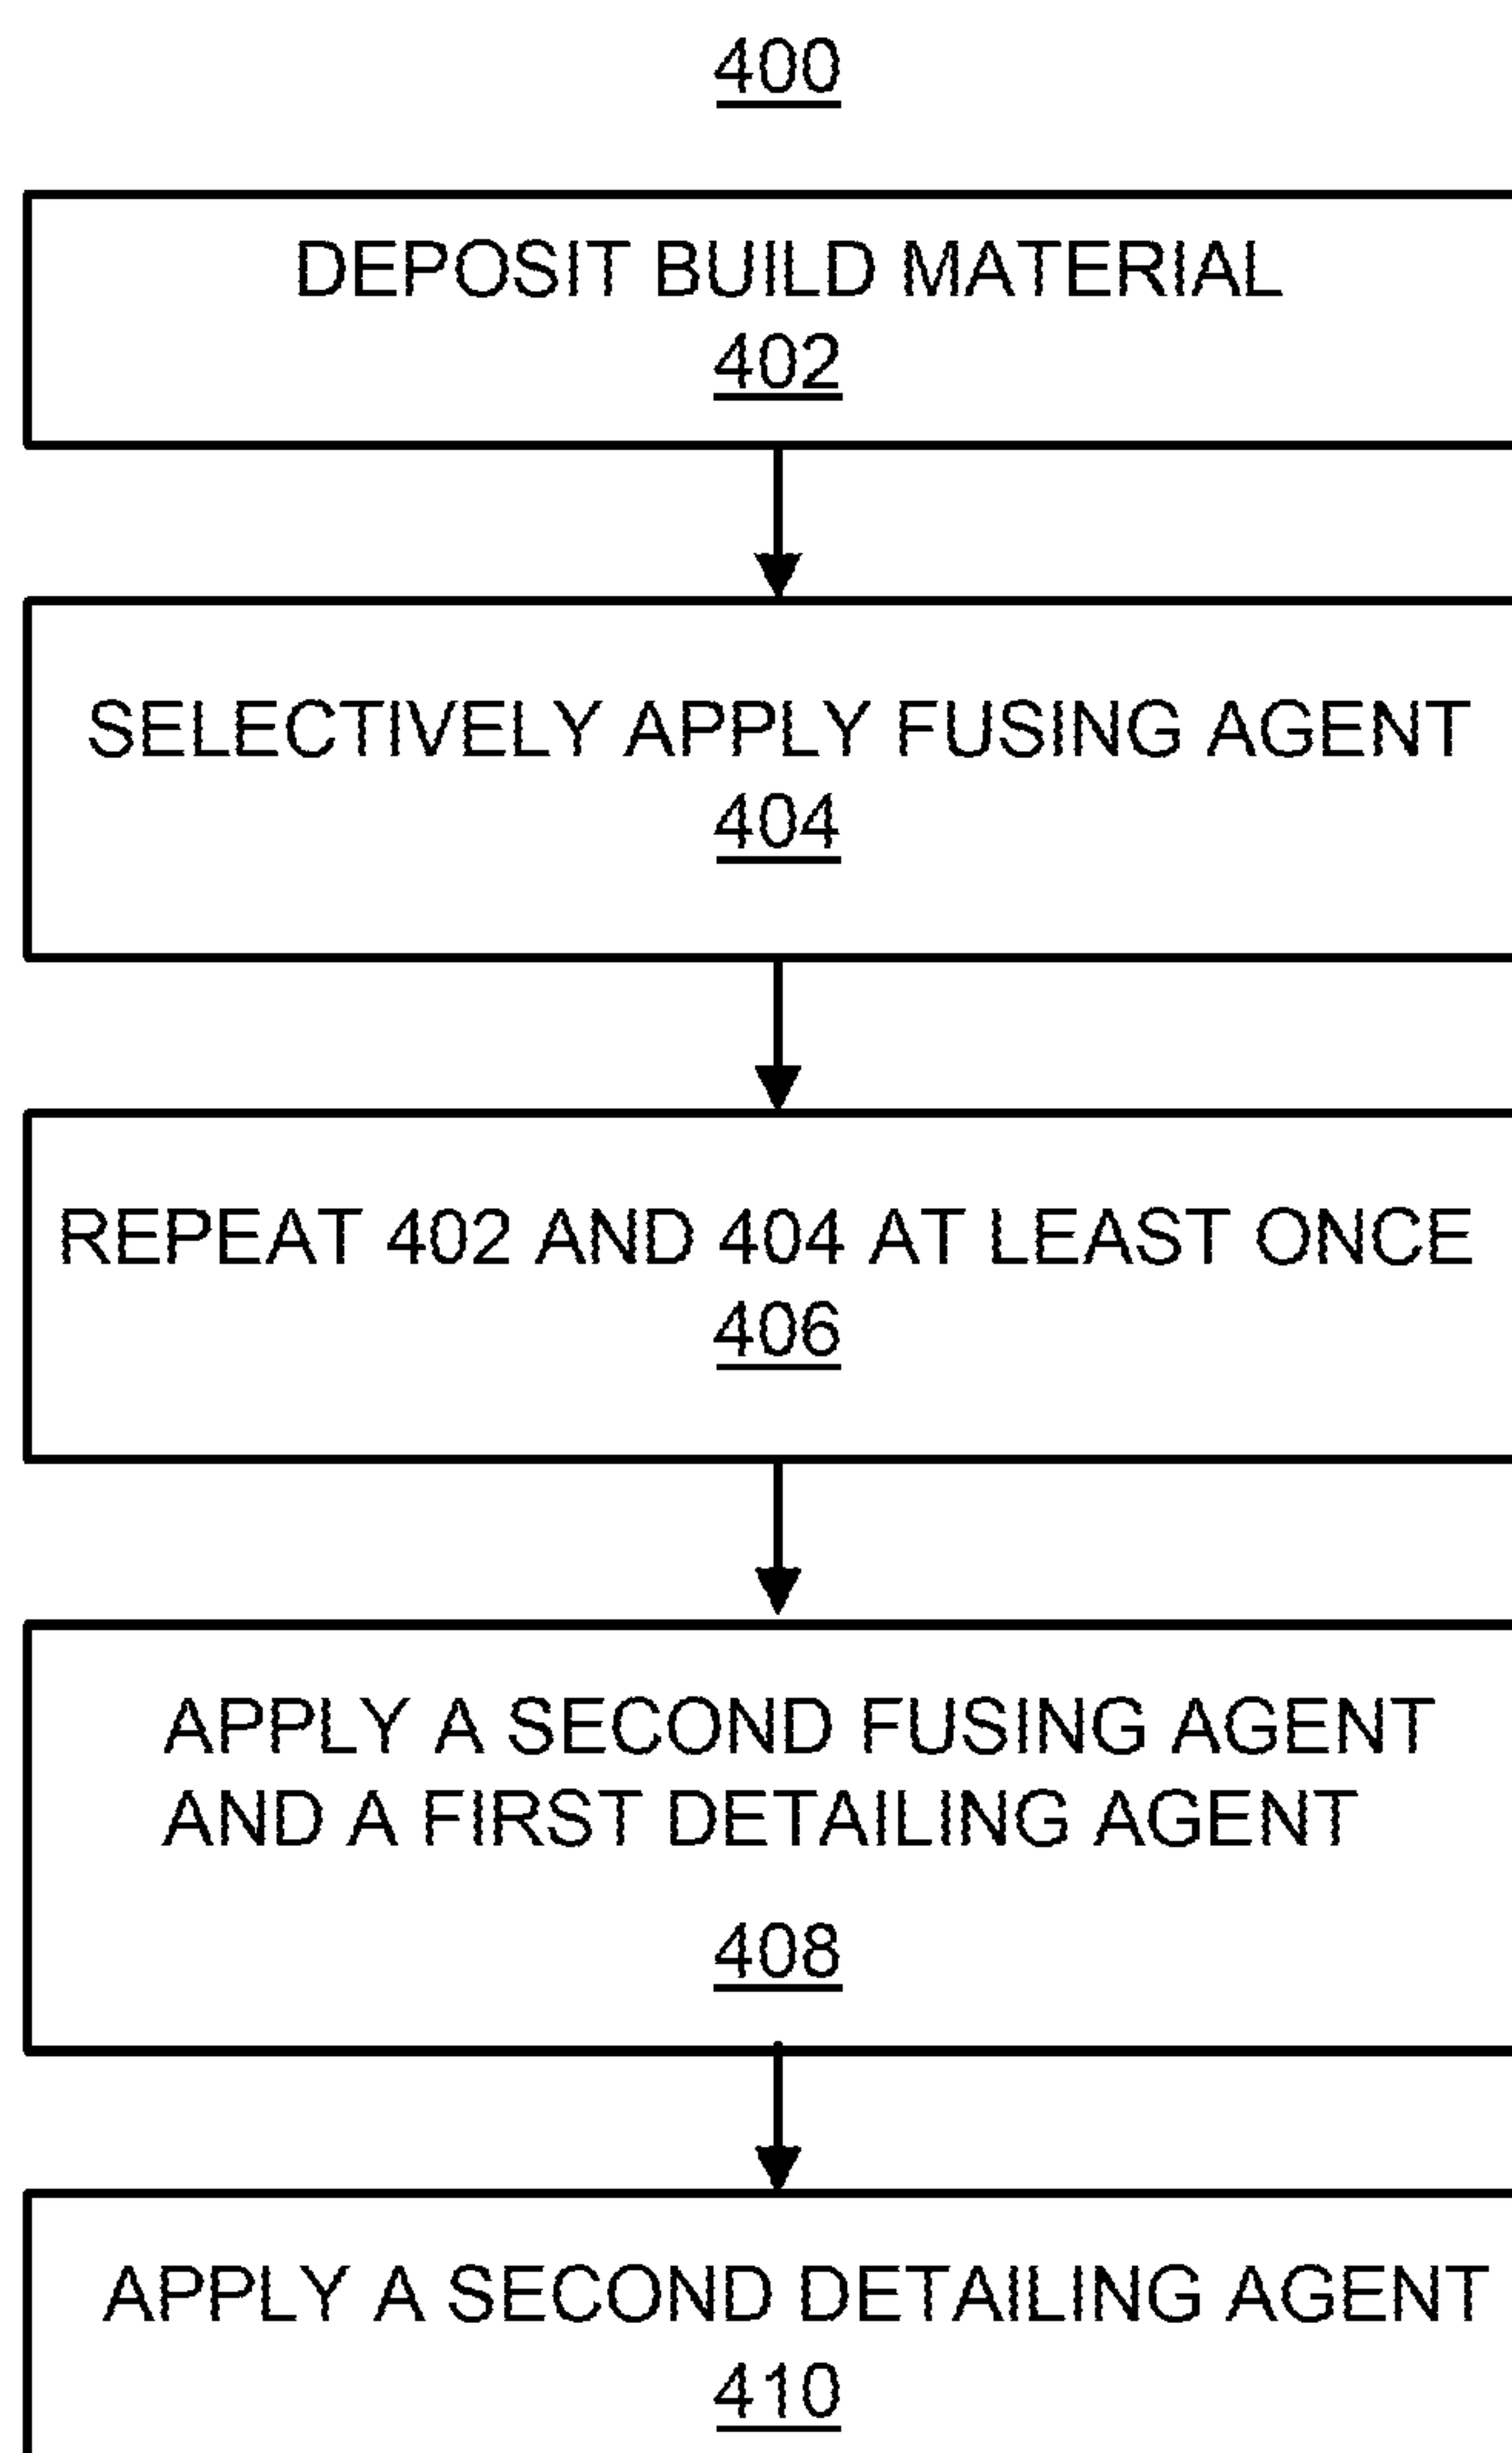 400
DEPOSIT BUILD MATERIAL
402
SELECTIVELY APPLY FUSING AGENT
404
REPEAT 402 AND 404 AT LEAST ONCE
406
APPLY A SECOND FUSING AGENT
AND A FIRST DETAILING AGENT
408
APPLY A SECOND DETAILING AGENT
410